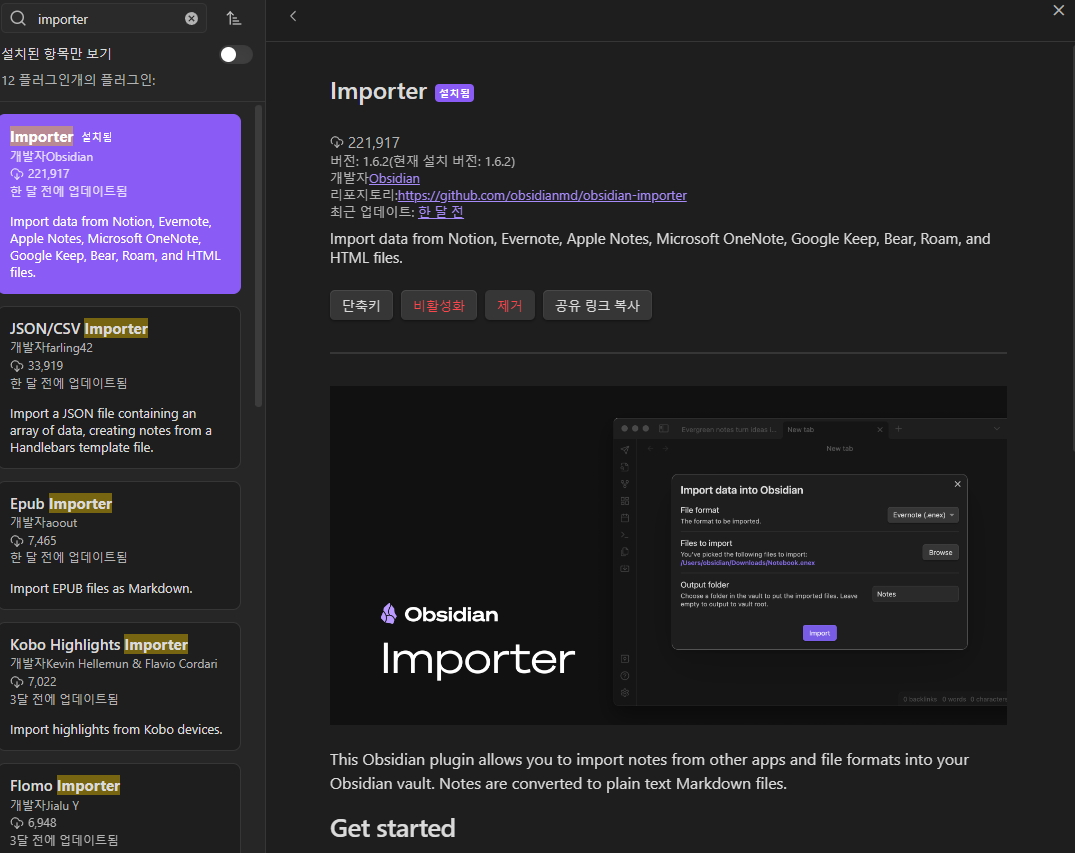 importer
설치된 항목만 보기
12 플러그인개의 플러그인:
Importer 설치됨
개발자Obsidian
221,917
한 달 전에 업데이트됨
Import data from Notion, Evernote,
Apple Notes, Microsoft OneNote,
Google Keep, Bear, Roam, and HTML
files.
JSON/CSV Importer
개발자farling42
33,919
한 달 전에 업데이트됨
Import a JSON file containing an
array of data, creating notes from a
Handlebars template file.
Epub Importer
개발자aoout
7,465
한 달 전에 업데이트됨
Import EPUB files as Markdown.
Kobo Highlights Importer
개발자Kevin Hellemun & Flavio Cordari
7,022
3달 전에 업데이트됨
Import highlights from Kobo devices.
Flomo Importer
개발자Jialu Y
6,948
3달 전에 업데이트됨
Importer 설치됨
221,917
버전: 1.6.2(현재 설치 버전: 1.6.2)
개발자Obsidian
리포지토리:https://github.com/obsidianmd/obsidian-importer
최근 업데이트: 한 달 전
Import data from Notion, Evernote, Apple Notes, Microsoft OneNote, Google Keep, Bear, Roam, and
HTML files.
단축키 비활성화 제거 공유 링크 복사
Evergreen notes turn ideas i... New tab
New tab
Import data into Obsidian
File format
The format to be imported.
Evernote (.enex)
Files to import
You've picked the following files to import:
/Users/obsidian/Downloads/Notebook.enex
Browse
Output folder
Choose a folder in the vault to put the imported files. Leave
empty to output to vault root.
Notes
Import
0 backlinks 0 words 0 characters
Obsidian
Importer
This Obsidian plugin allows you to import notes from other apps and file formats into your
Obsidian vault. Notes are converted to plain text Markdown files.
Get started